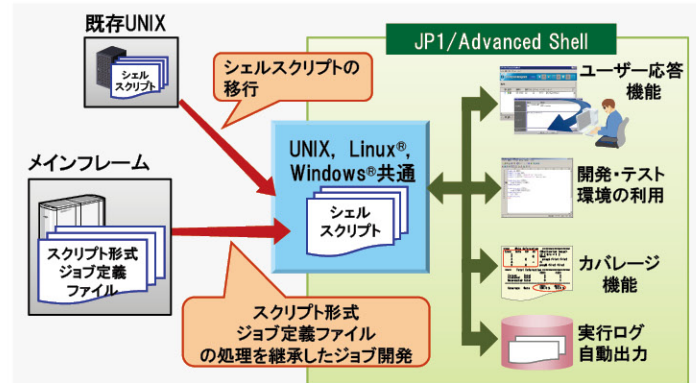 既存UNIX
シェル
スクリプト
シェルスクリプトの
移行
メインフレーム
スクリプト形式
ジョブ定義
ファイル
スクリプト形式
ジョブ定義ファイル
の処理を継承したジョブ開発
JP1/Advanced Shell
UNIX, Linux®,
Windows®共通
シェル
スクリプト
ユーザー応答
機能
開発・テスト
環境の利用
カバレージ
機能
実行ログ
自動出力